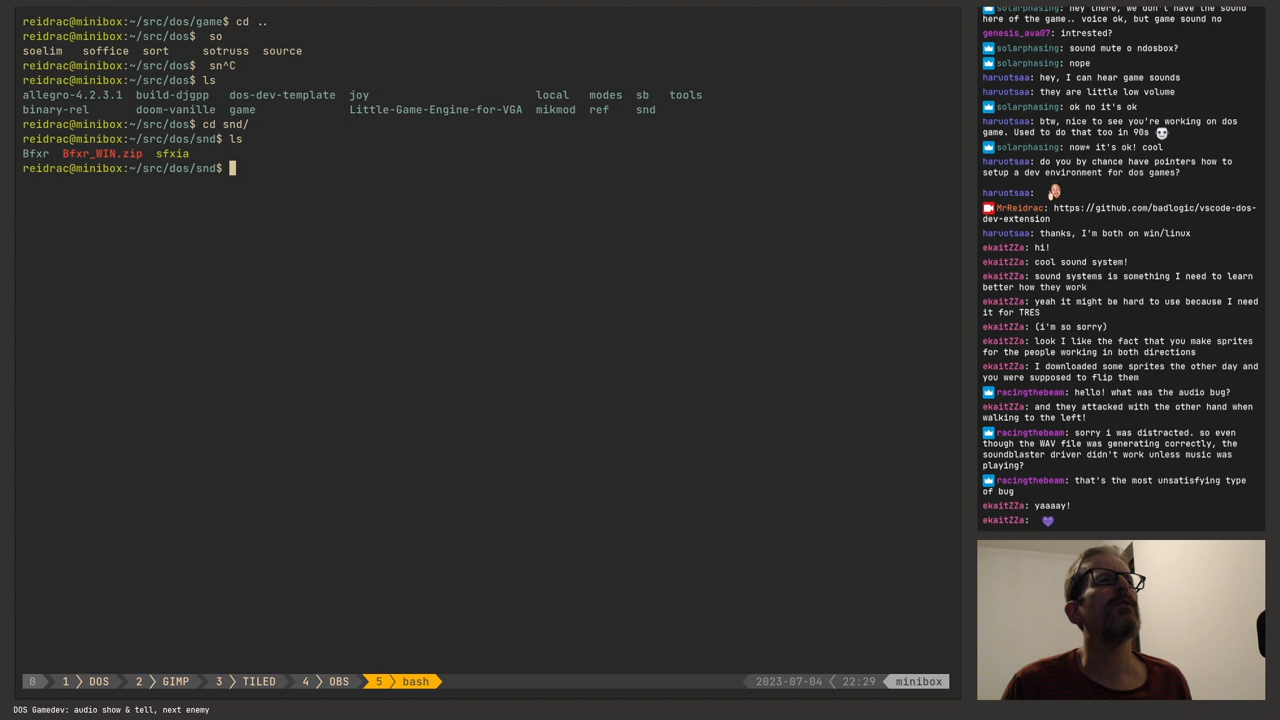 reidrac@minibox:~/src/dos/game$ cd ..
reidrac@minibox:~/src/dos$  so
soelim   soffice  sort     sotruss  source
reidrac@minibox:~/src/dos$  sn^C
reidrac@minibox:~/src/dos$ ls
allegro-4.2.3.1  build-djgpp   dos-dev-template  joy                          local   modes  sb   tools
binary-rel       doom-vanille  game              Little-Game-Engine-for-VGA  mikmod  ref    snd
reidrac@minibox:~/src/dos$ cd snd/
reidrac@minibox:~/src/dos/snd$ ls
Bfxr  Bfxr_WIN.zip  sfxia
reidrac@minibox:~/src/dos/snd$
0 1 DOS 2 GIMP 3 TILED 4 OBS 5 bash 2023-07-04 22:29 minibox
DOS Gamedev: audio show & tell, next enemy
solarphasing: hey there, we don't have the sound
here of the game.. voice ok, but game sound no
genesis_ava07: intrested?
solarphasing: sound mute o ndosbox?
solarphasing: nope
haruotsaa: hey, I can hear game sounds
haruotsaa: they are little low volume
solarphasing: ok no it's ok
haruotsaa: btw, nice to see you're working on dos
game. Used to do that too in 90s
solarphasing: now* it's ok! cool
haruotsaa: do you by chance have pointers how to
setup a dev environment for dos games?
haruotsaa:
MrReidrac: https://github.com/badlogic/vscode-dos-
dev-extension
haruotsaa: thanks, I'm both on win/linux
ekaitZZa: hi!
ekaitZZa: cool sound system!
ekaitZZa: sound systems is something I need to learn
better how they work
ekaitZZa: yeah it might be hard to use because I need
it for TRES
ekaitZZa: (i'm so sorry)
ekaitZZa: look I like the fact that you make sprites
for the people working in both directions
ekaitZZa: I downloaded some sprites the other day and
you were supposed to flip them
racingthebeam: hello! what was the audio bug?
ekaitZZa: and they attacked with the other hand when
walking to the left!
racingthebeam: sorry i was distracted. so even
though the WAV file was generating correctly, the
soundblaster driver didn't work unless music was
playing?
racingthebeam: that's the most unsatisfying type
of bug
ekaitZZa: yaaaay!
ekaitZZa: